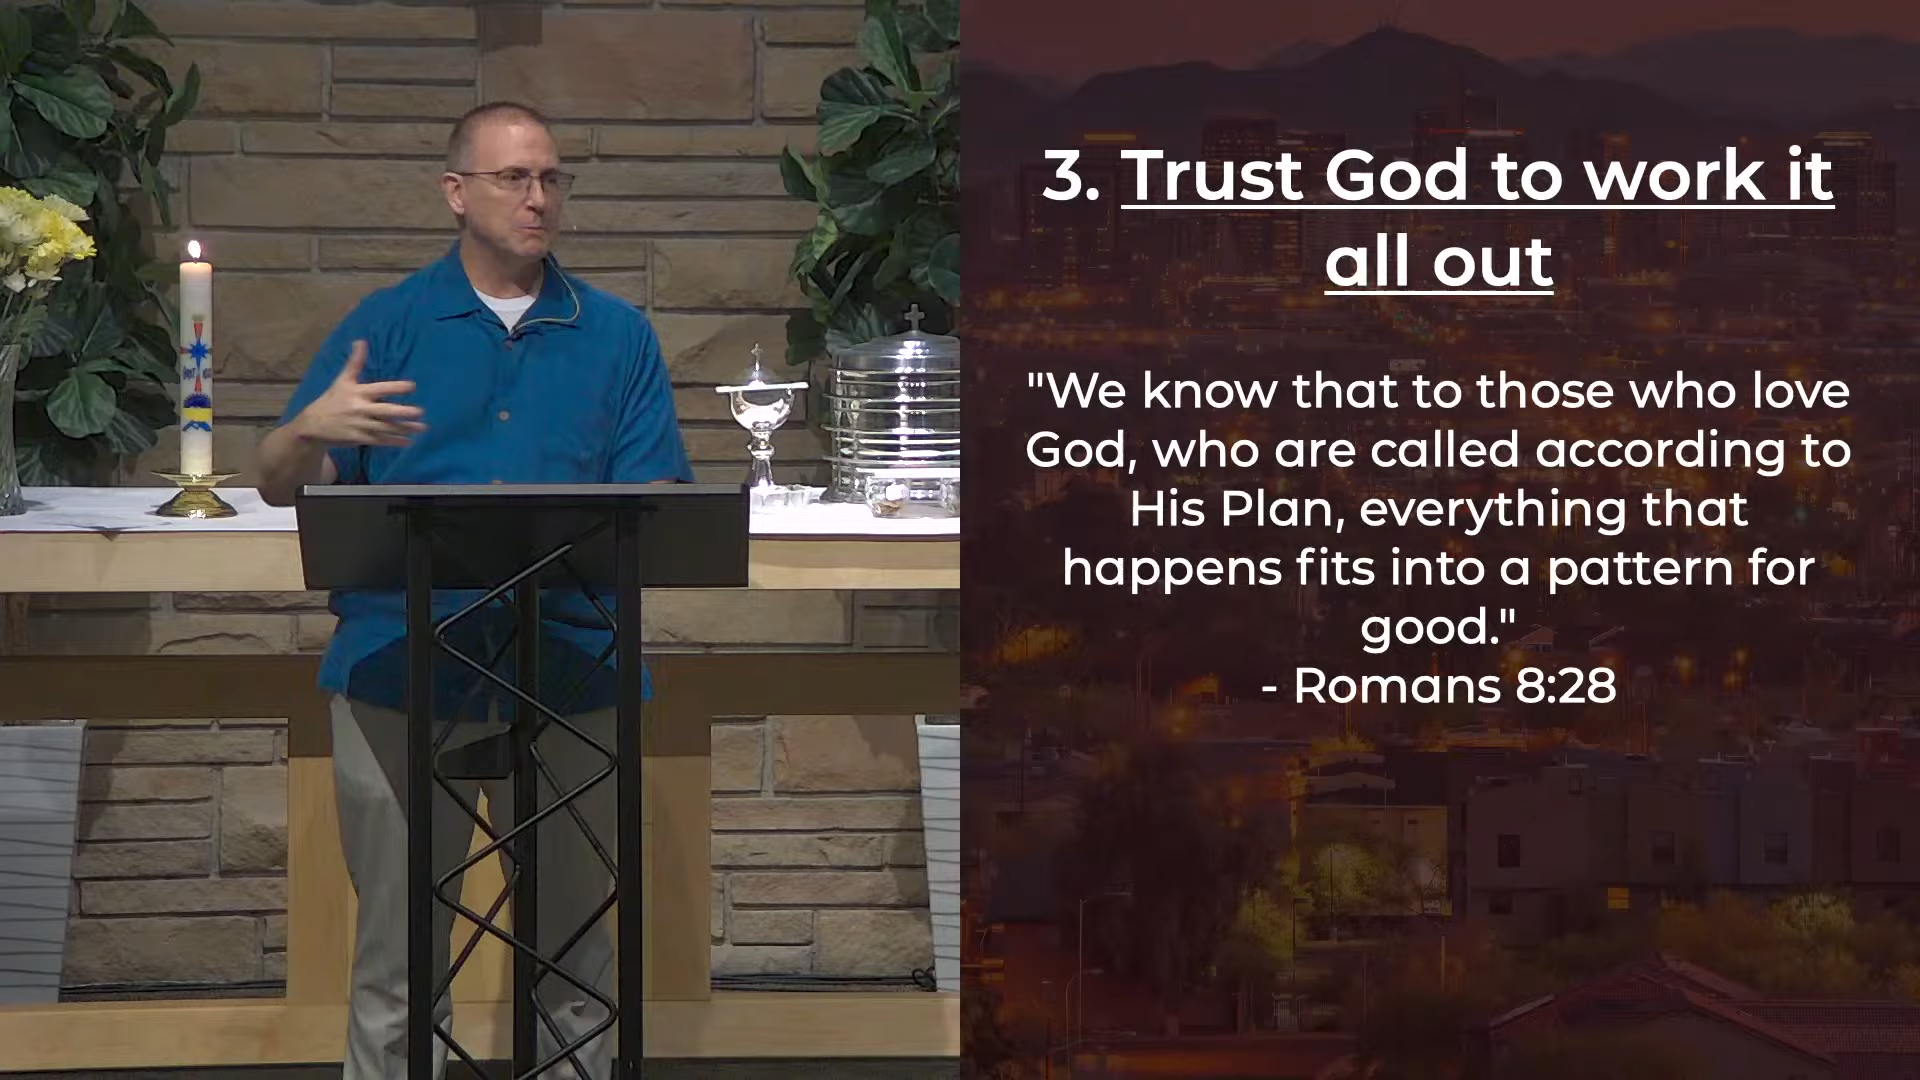 3. Trust God to work it
all out
"We know that to those who love
God, who are called according to
His Plan, everything that
happens fits into a pattern for
good."
- Romans 8:28